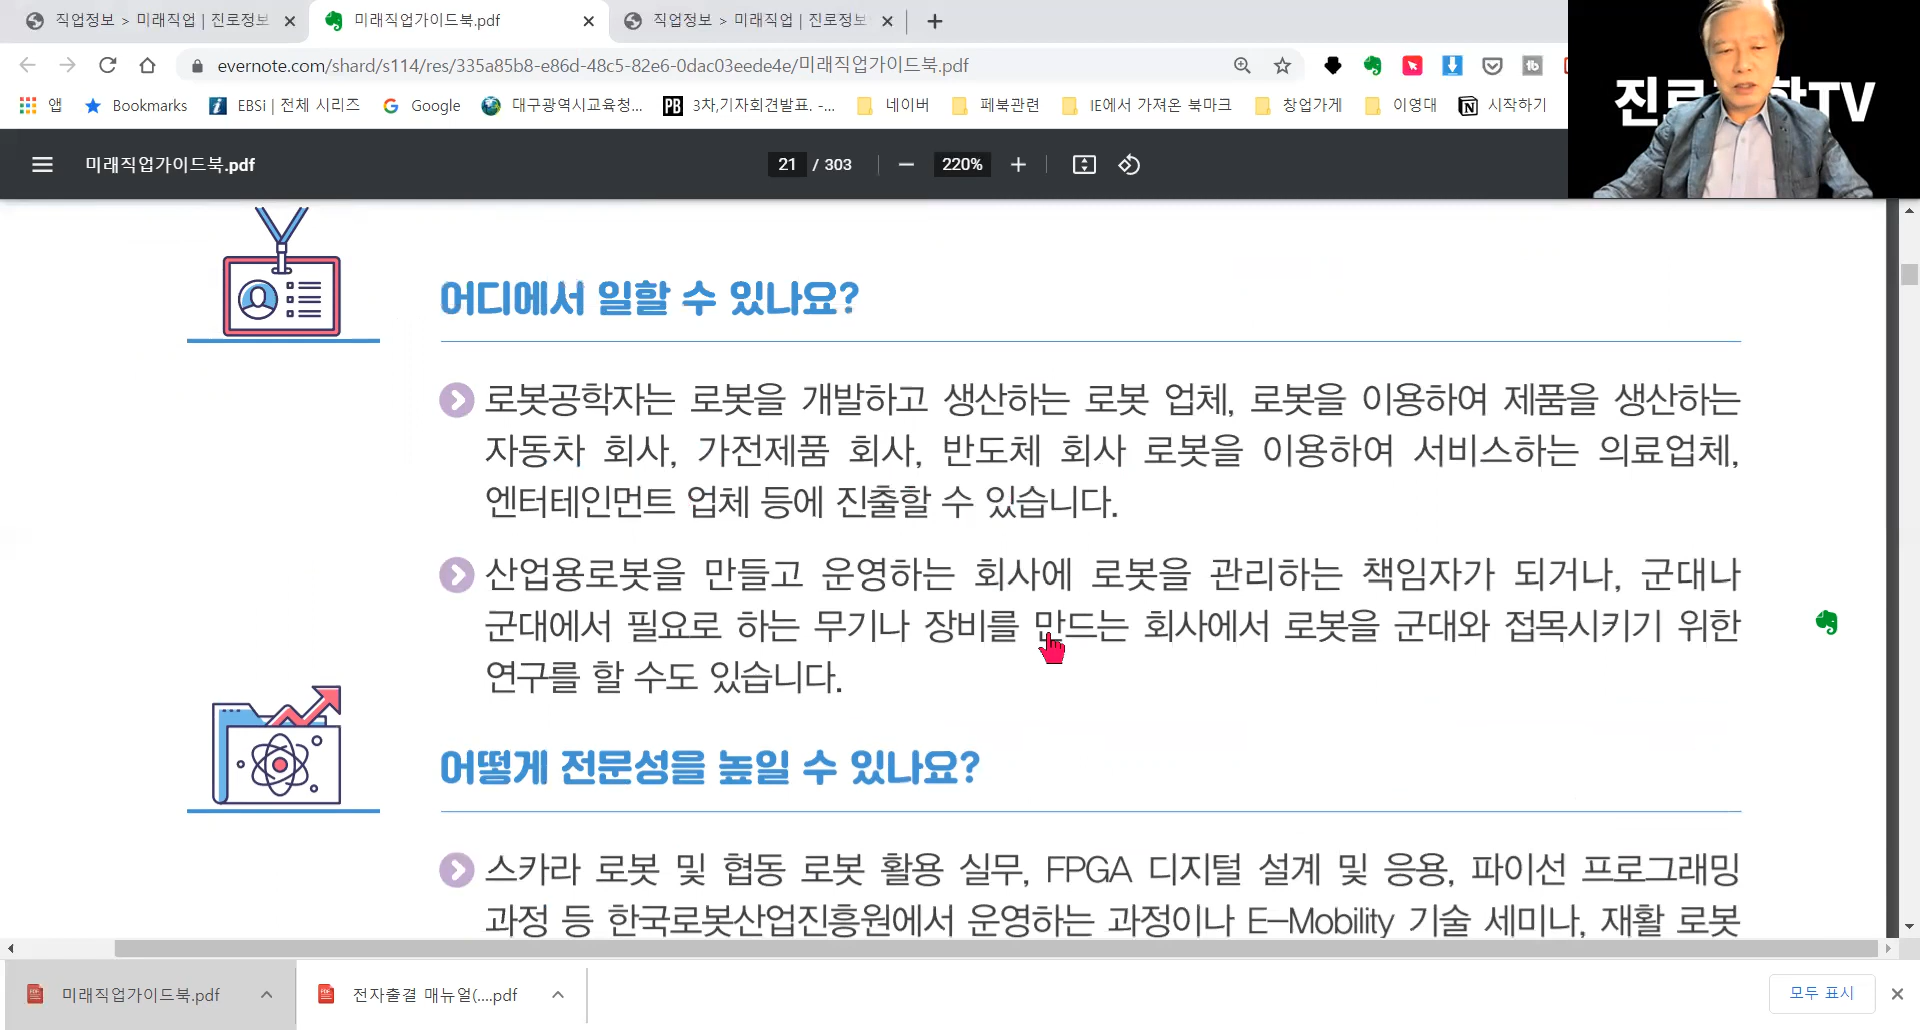 직업정보 > 미래직업 | 진로정보
미래직업가이드북.pdf
직업정보 > 미래직업 | 진로정보
evernote.com/shard/s114/res/335a85b8-e86d-48c5-82e6-0dac03eede4e/미래직업가이드북.pdf
앱 Bookmarks EBSi | 전체 시리즈 Google 대구광역시교육청... 3차,기자회견발표. -... 네이버 페북관련 IE에서 가져온 북마크 창업가게 이영대 시작하기
TV
미래직업가이드북.pdf 21 / 303 220%
어디에서 일할 수 있나요?
로봇공학자는 로봇을 개발하고 생산하는 로봇 업체, 로봇을 이용하여 제품을 생산하는
자동차 회사, 가전제품 회사, 반도체 회사 로봇을 이용하여 서비스하는 의료업체,
엔터테인먼트 업체 등에 진출할 수 있습니다.
산업용로봇을 만들고 운영하는 회사에 로봇을 관리하는 책임자가 되거나, 군대나
군대에서 필요로 하는 무기나 장비를 만드는 회사에서 로봇을 군대와 접목시키기 위한
연구를 할 수도 있습니다.
어떻게 전문성을 높일 수 있나요?
스카라 로봇 및 협동 로봇 활용 실무, FPGA 디지털 설계 및 응용, 파이선 프로그래밍
과정 등 한국로봇산업진흥원에서 운영하는 과정이나 E-Mobility 기술 세미나, 재활 로봇
미래직업가이드북.pdf
전자출결 매뉴얼(....pdf
모두 표시